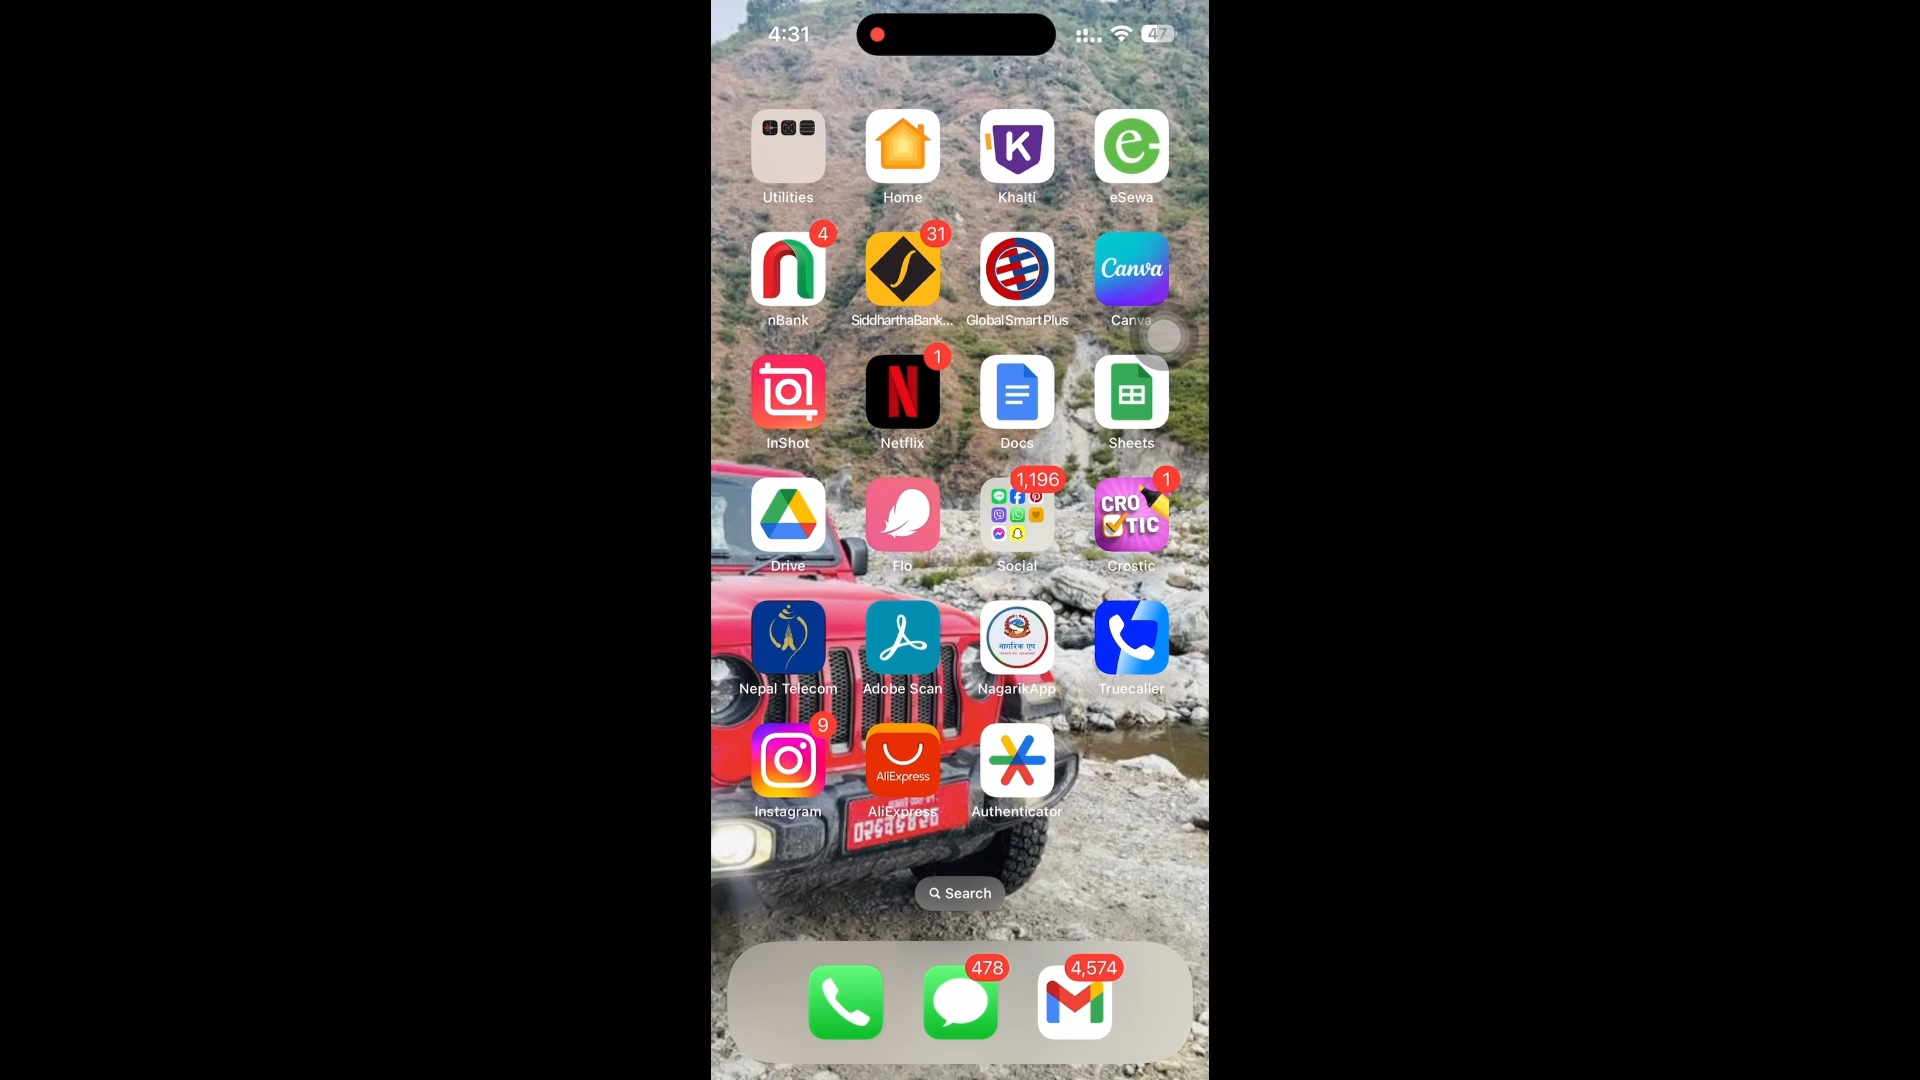 4:31
47
Utilities
Home
Khalti
eSewa
4
31
Canva
nBank
SiddharthaBank...
GlobalSmartPlus
Canva
1
InShot
Netflix
Docs
Sheets
1,196
1
CRO
TIC
Drive
Flo
Social
Crostic
नागरिक एप
Nepal Telecom
Adobe Scan
NagarikApp
Truecaller
9
AliExpress
Instagram
AliExpress
Authenticator
Search
478
4,574